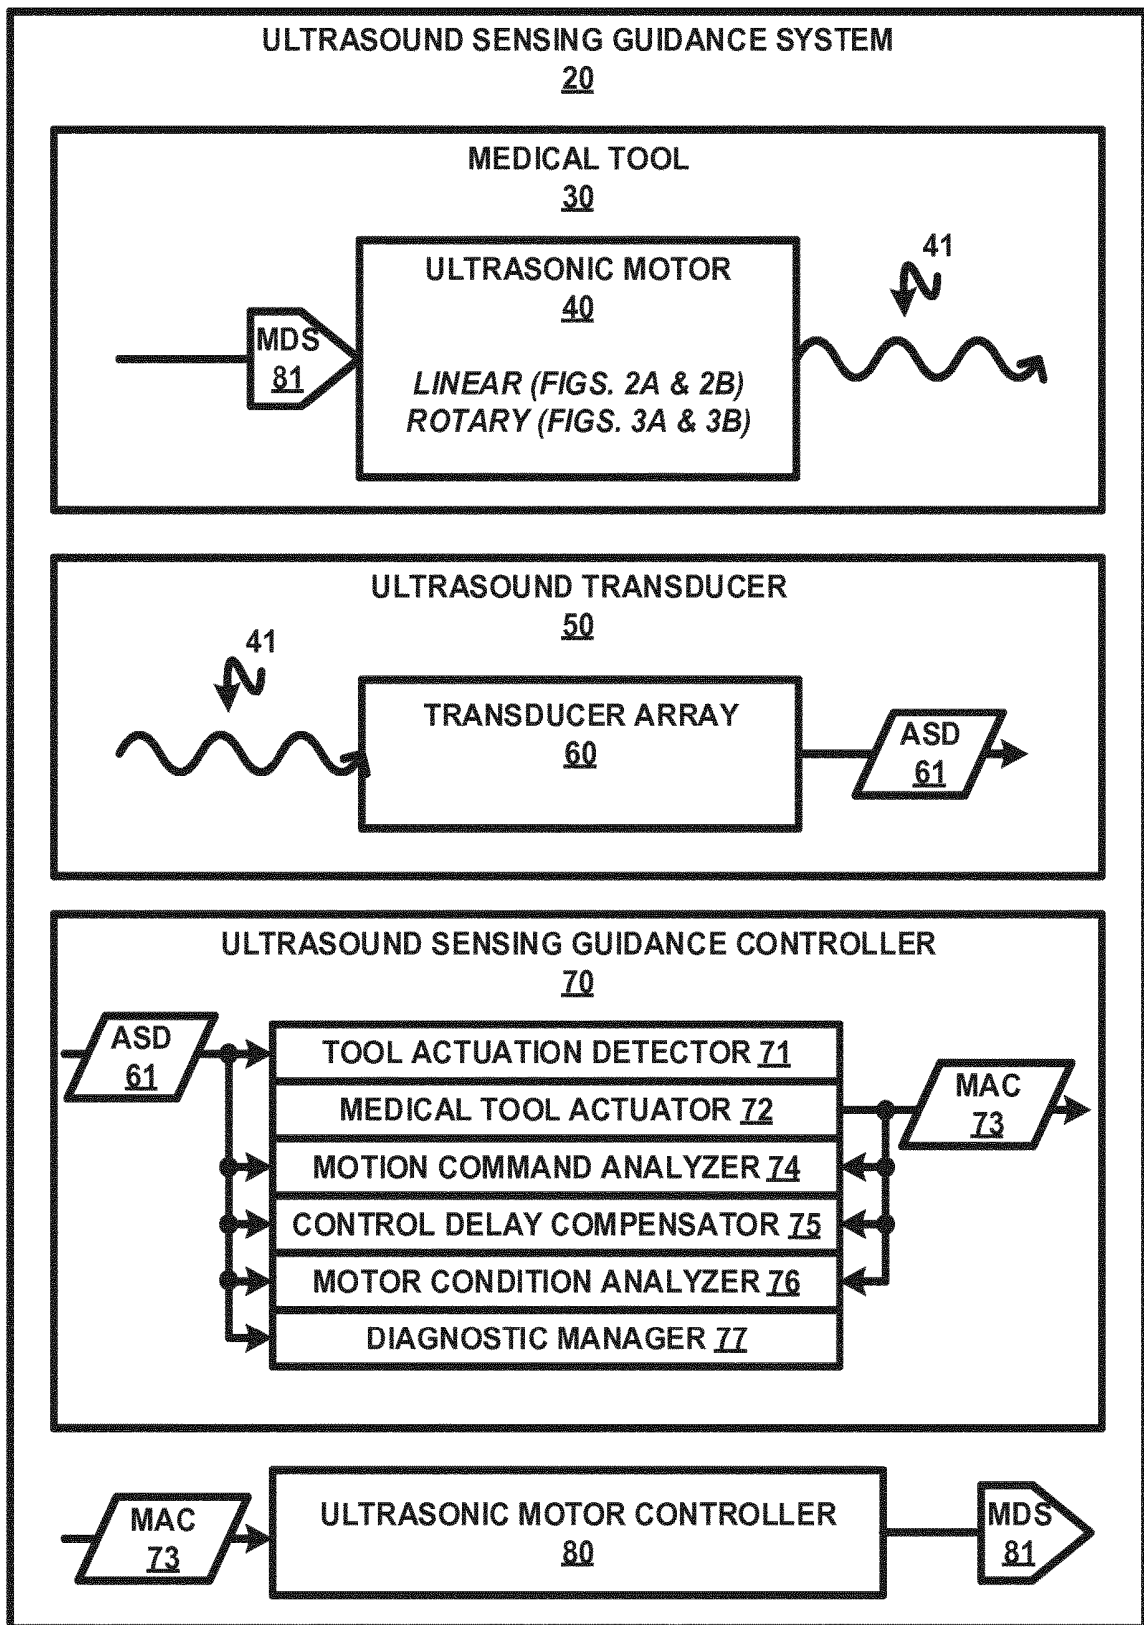 ULTRASOUND SENSING GUIDANCE SYSTEM
20
MEDICAL TOOL
30
ULTRASONIC MOTOR
40
LINEAR (FIGS. 2A & 2B)
ROTARY (FIGS. 3A & 3B)
MDS
81
41
ULTRASOUND TRANSDUCER
50
41
TRANSDUCER ARRAY
60
ASD
61
ULTRASOUND SENSING GUIDANCE CONTROLLER
70
ASD
61
TOOL ACTUATION DETECTOR 71
MEDICAL TOOL ACTUATOR 72
MOTION COMMAND ANALYZER 74
CONTROL DELAY COMPENSATOR 75
MOTOR CONDITION ANALYZER 76
DIAGNOSTIC MANAGER 77
MAC
73
MAC
73
ULTRASONIC MOTOR CONTROLLER
80
MDS
81